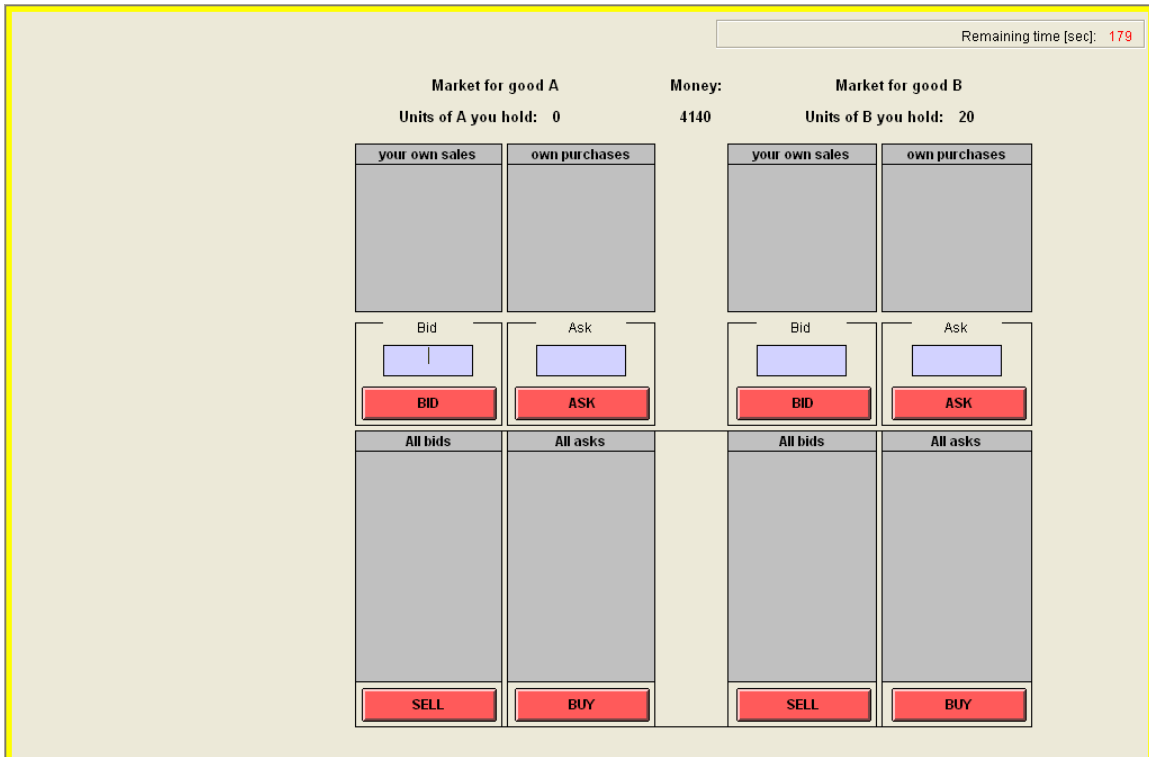 Remaining time [sec]: 179
Market for good A Money: Market for good B
Units of A you hold: 0 4140 Units of B you hold: 20
your own sales own purchases your own sales own purchases
Bid Ask Bid Ask
BID ASK BID ASK
All bids All asks All bids All asks
SELL BUY SELL BUY